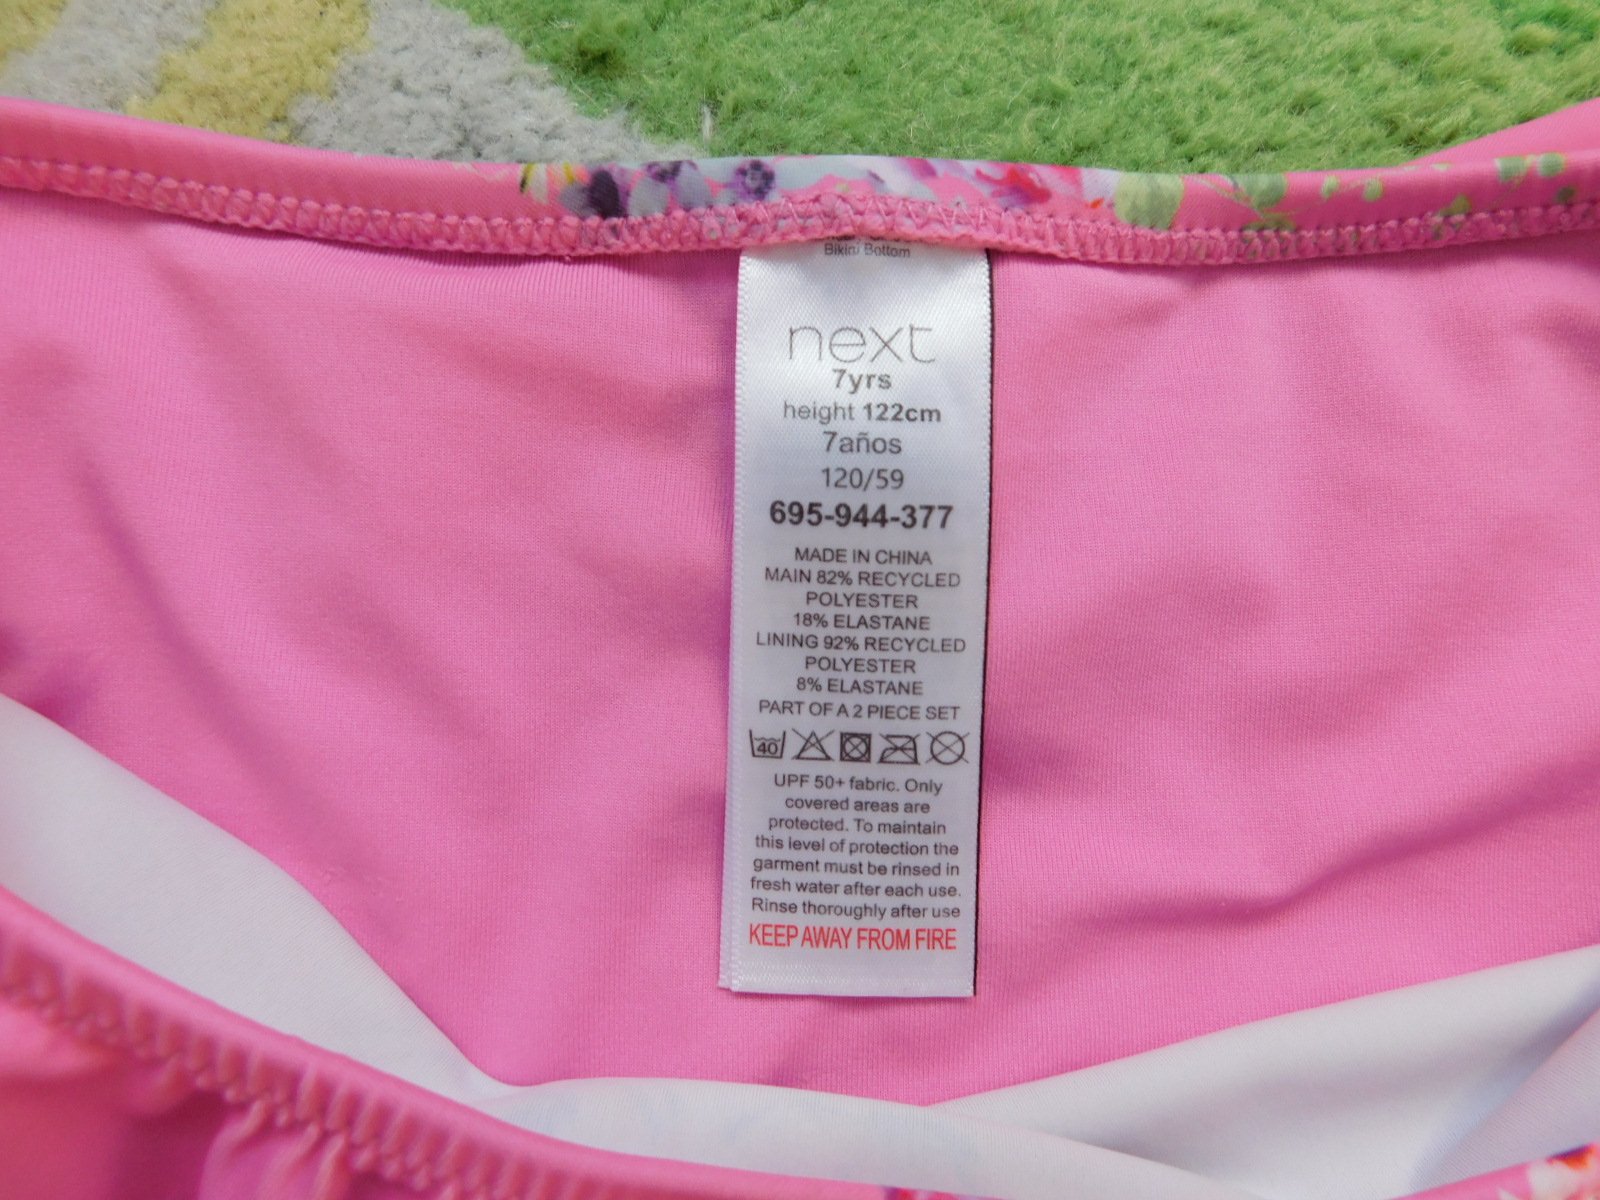 Bikini Bottom
next
7yrs
height 122cm
7años
120/59
695-944-377
MADE IN CHINA
MAIN 82% RECYCLED
POLYESTER
18% ELASTANE
LINING 92% RECYCLED
POLYESTER
8% ELASTANE
PART OF A 2 PIECE SET
40
UPF 50+ fabric. Only
covered areas are
protected. To maintain
this level of protection the
garment must be rinsed in
fresh water after each use.
Rinse thoroughly after use
KEEP AWAY FROM FIRE